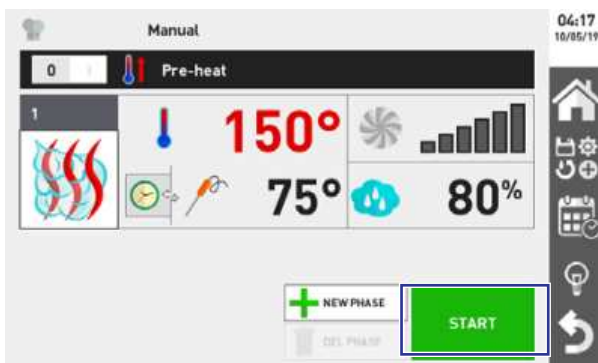 Manual
04:17
10/05/19
0
Pre-heat
1
150°
75°
80%
NEW PHASE
DEL PHASE
START